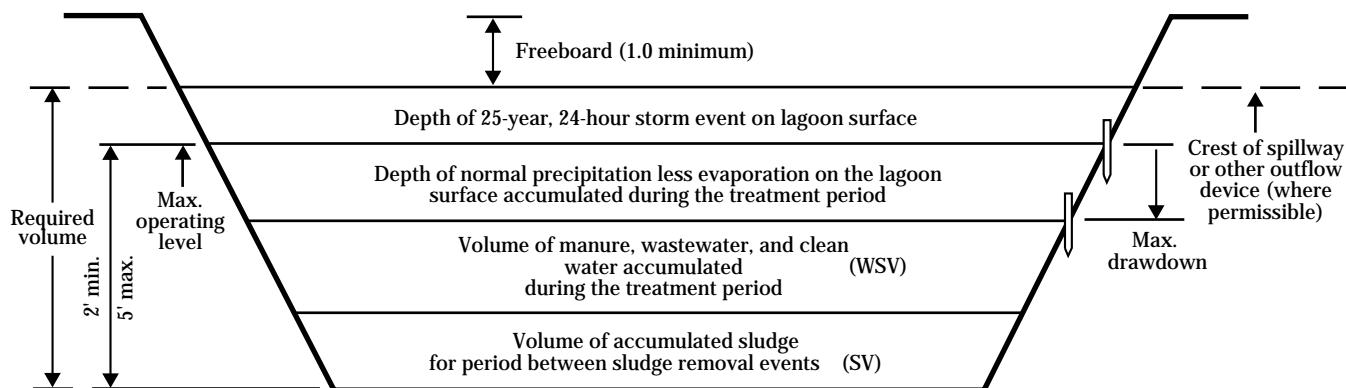 Freeboard (1.0 minimum)
Depth of 25-year, 24-hour storm event on lagoon surface
Crest of spillway
or other outflow
device (where
permissible)
Depth of normal precipitation less evaporation on the lagoon
surface accumulated during the treatment period
Max.
operating
level
Required
volume
2' min.
5' max.
Volume of manure, wastewater, and clean
water accumulated (WSV)
during the treatment period
Max.
drawdown
Volume of accumulated sludge
for period between sludge removal events (SV)